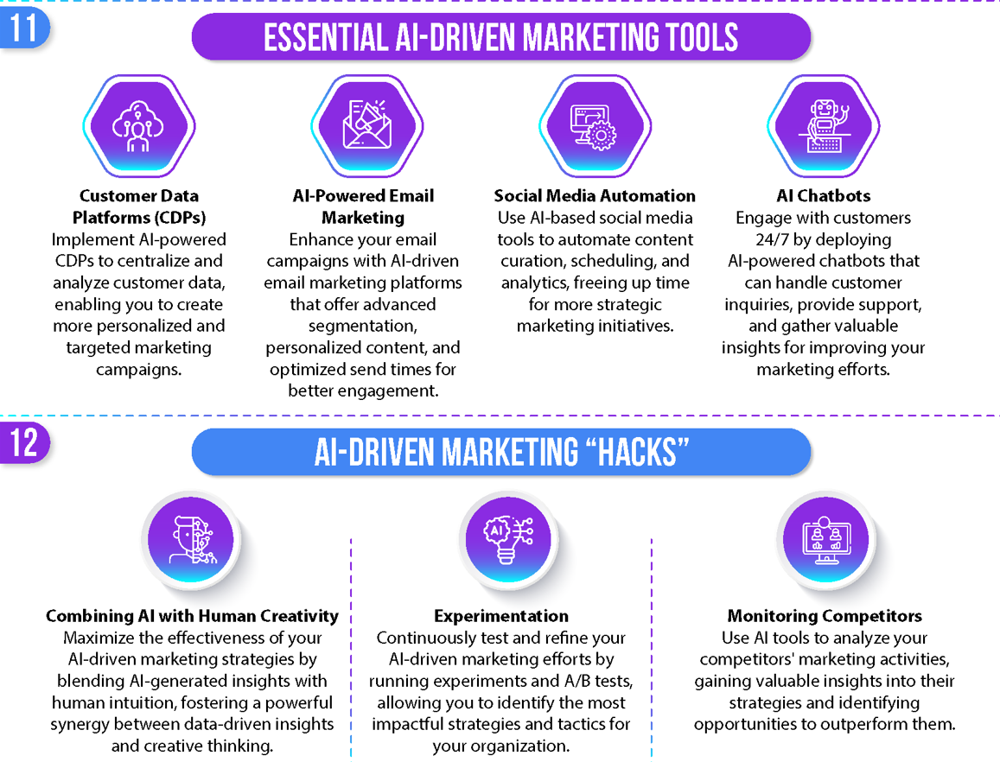 11
ESSENTIAL AI-DRIVEN MARKETING TOOLS
Customer Data
Platforms (CDPs)
Implement AI-powered
CDPs to centralize and
analyze customer data,
enabling you to create
more personalized and
targeted marketing
campaigns.
AI-Powered Email
Marketing
Enhance your email
campaigns with AI-driven
email marketing platforms
that offer advanced
segmentation,
personalized content, and
optimized send times for
better engagement.
Social Media Automation
Use AI-based social media
tools to automate content
curation, scheduling, and
analytics, freeing up time
for more strategic
marketing initiatives.
AI Chatbots
Engage with customers
24/7 by deploying
AI-powered chatbots that
can handle customer
inquiries, provide support,
and gather valuable
insights for improving your
marketing efforts.
12
AI-DRIVEN MARKETING “HACKS”
Combining AI with Human Creativity
Maximize the effectiveness of your
AI-driven marketing strategies by
blending AI-generated insights with
human intuition, fostering a powerful
synergy between data-driven insights
and creative thinking.
AI
Experimentation
Continuously test and refine your
AI-driven marketing efforts by
running experiments and A/B tests,
allowing you to identify the most
impactful strategies and tactics for
your organization.
Monitoring Competitors
Use AI tools to analyze your
competitors' marketing activities,
gaining valuable insights into their
strategies and identifying
opportunities to outperform them.